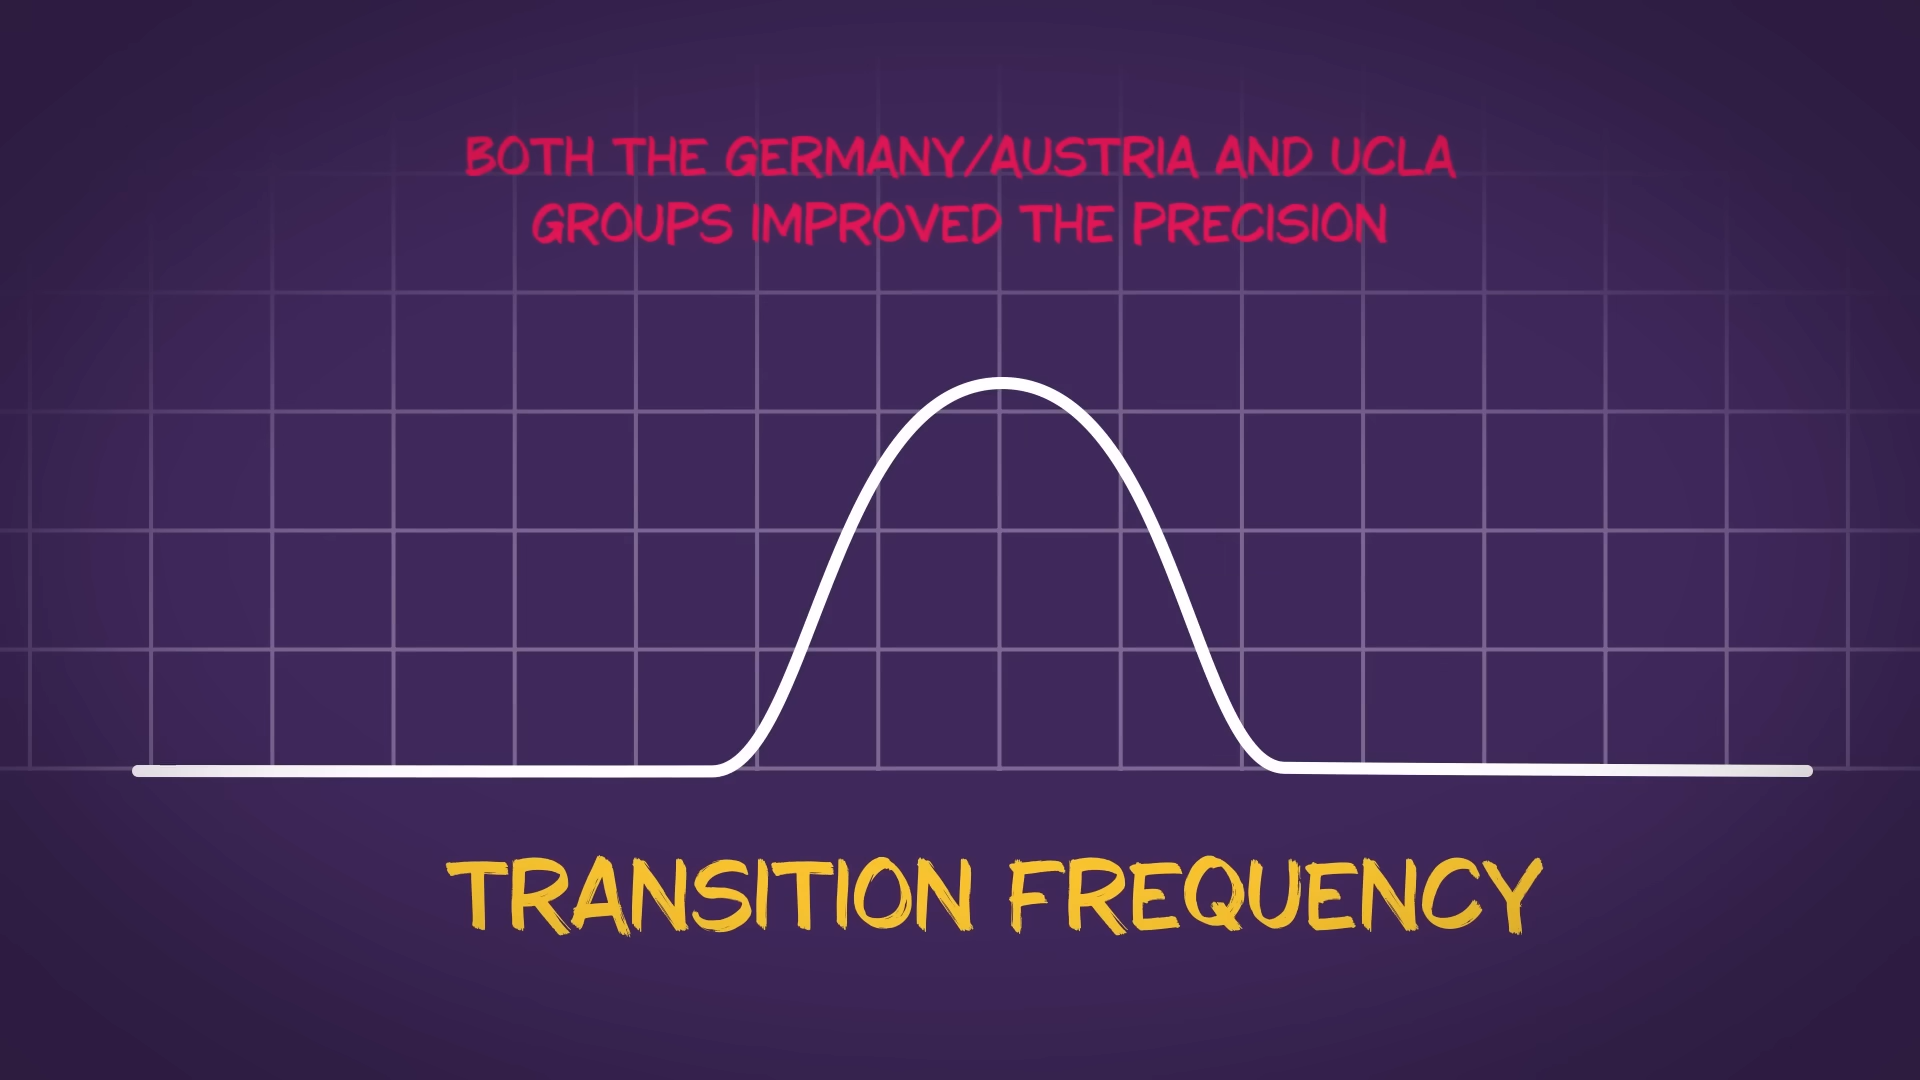 BOTH THE GERMANY/AUSTRIA AND UCLA
GROUPS IMPROVED THE PRECISION
TRANSITION FREQUENCY